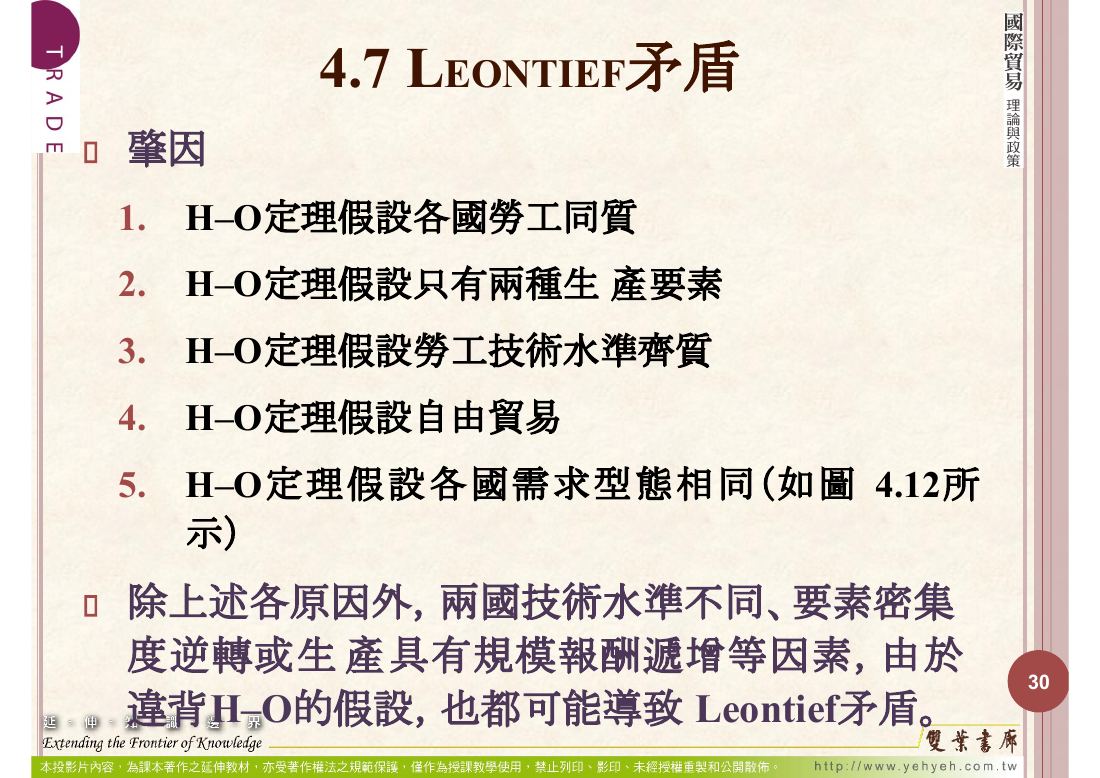 TRADE
國際貿易 理論與政策
4.7 LEONTIEF矛盾
肇因
1. H–O定理假設各國勞工同質
2. H–O定理假設只有兩種生 產要素
3. H–O定理假設勞工技術水準齊質
4. H–O定理假設自由貿易
5. H–O定理假設各國需求型態相同(如圖 4.12所
示)
除上述各原因外, 兩國技術水準不同、要素密集
度逆轉或生 產具有規模報酬遞增等因素, 由於
違背H–O的假設, 也都可能導致 Leontief矛盾。
30
延‧伸‧知‧識‧邊‧界
Extending the Frontier of Knowledge
雙葉書廊
本投影片內容，為課本著作之延伸教材，亦受著作權法之規範保護，僅作為授課教學使用，禁止列印、影印、未經授權重製和公開散佈。
http://www.yehyeh.com.tw